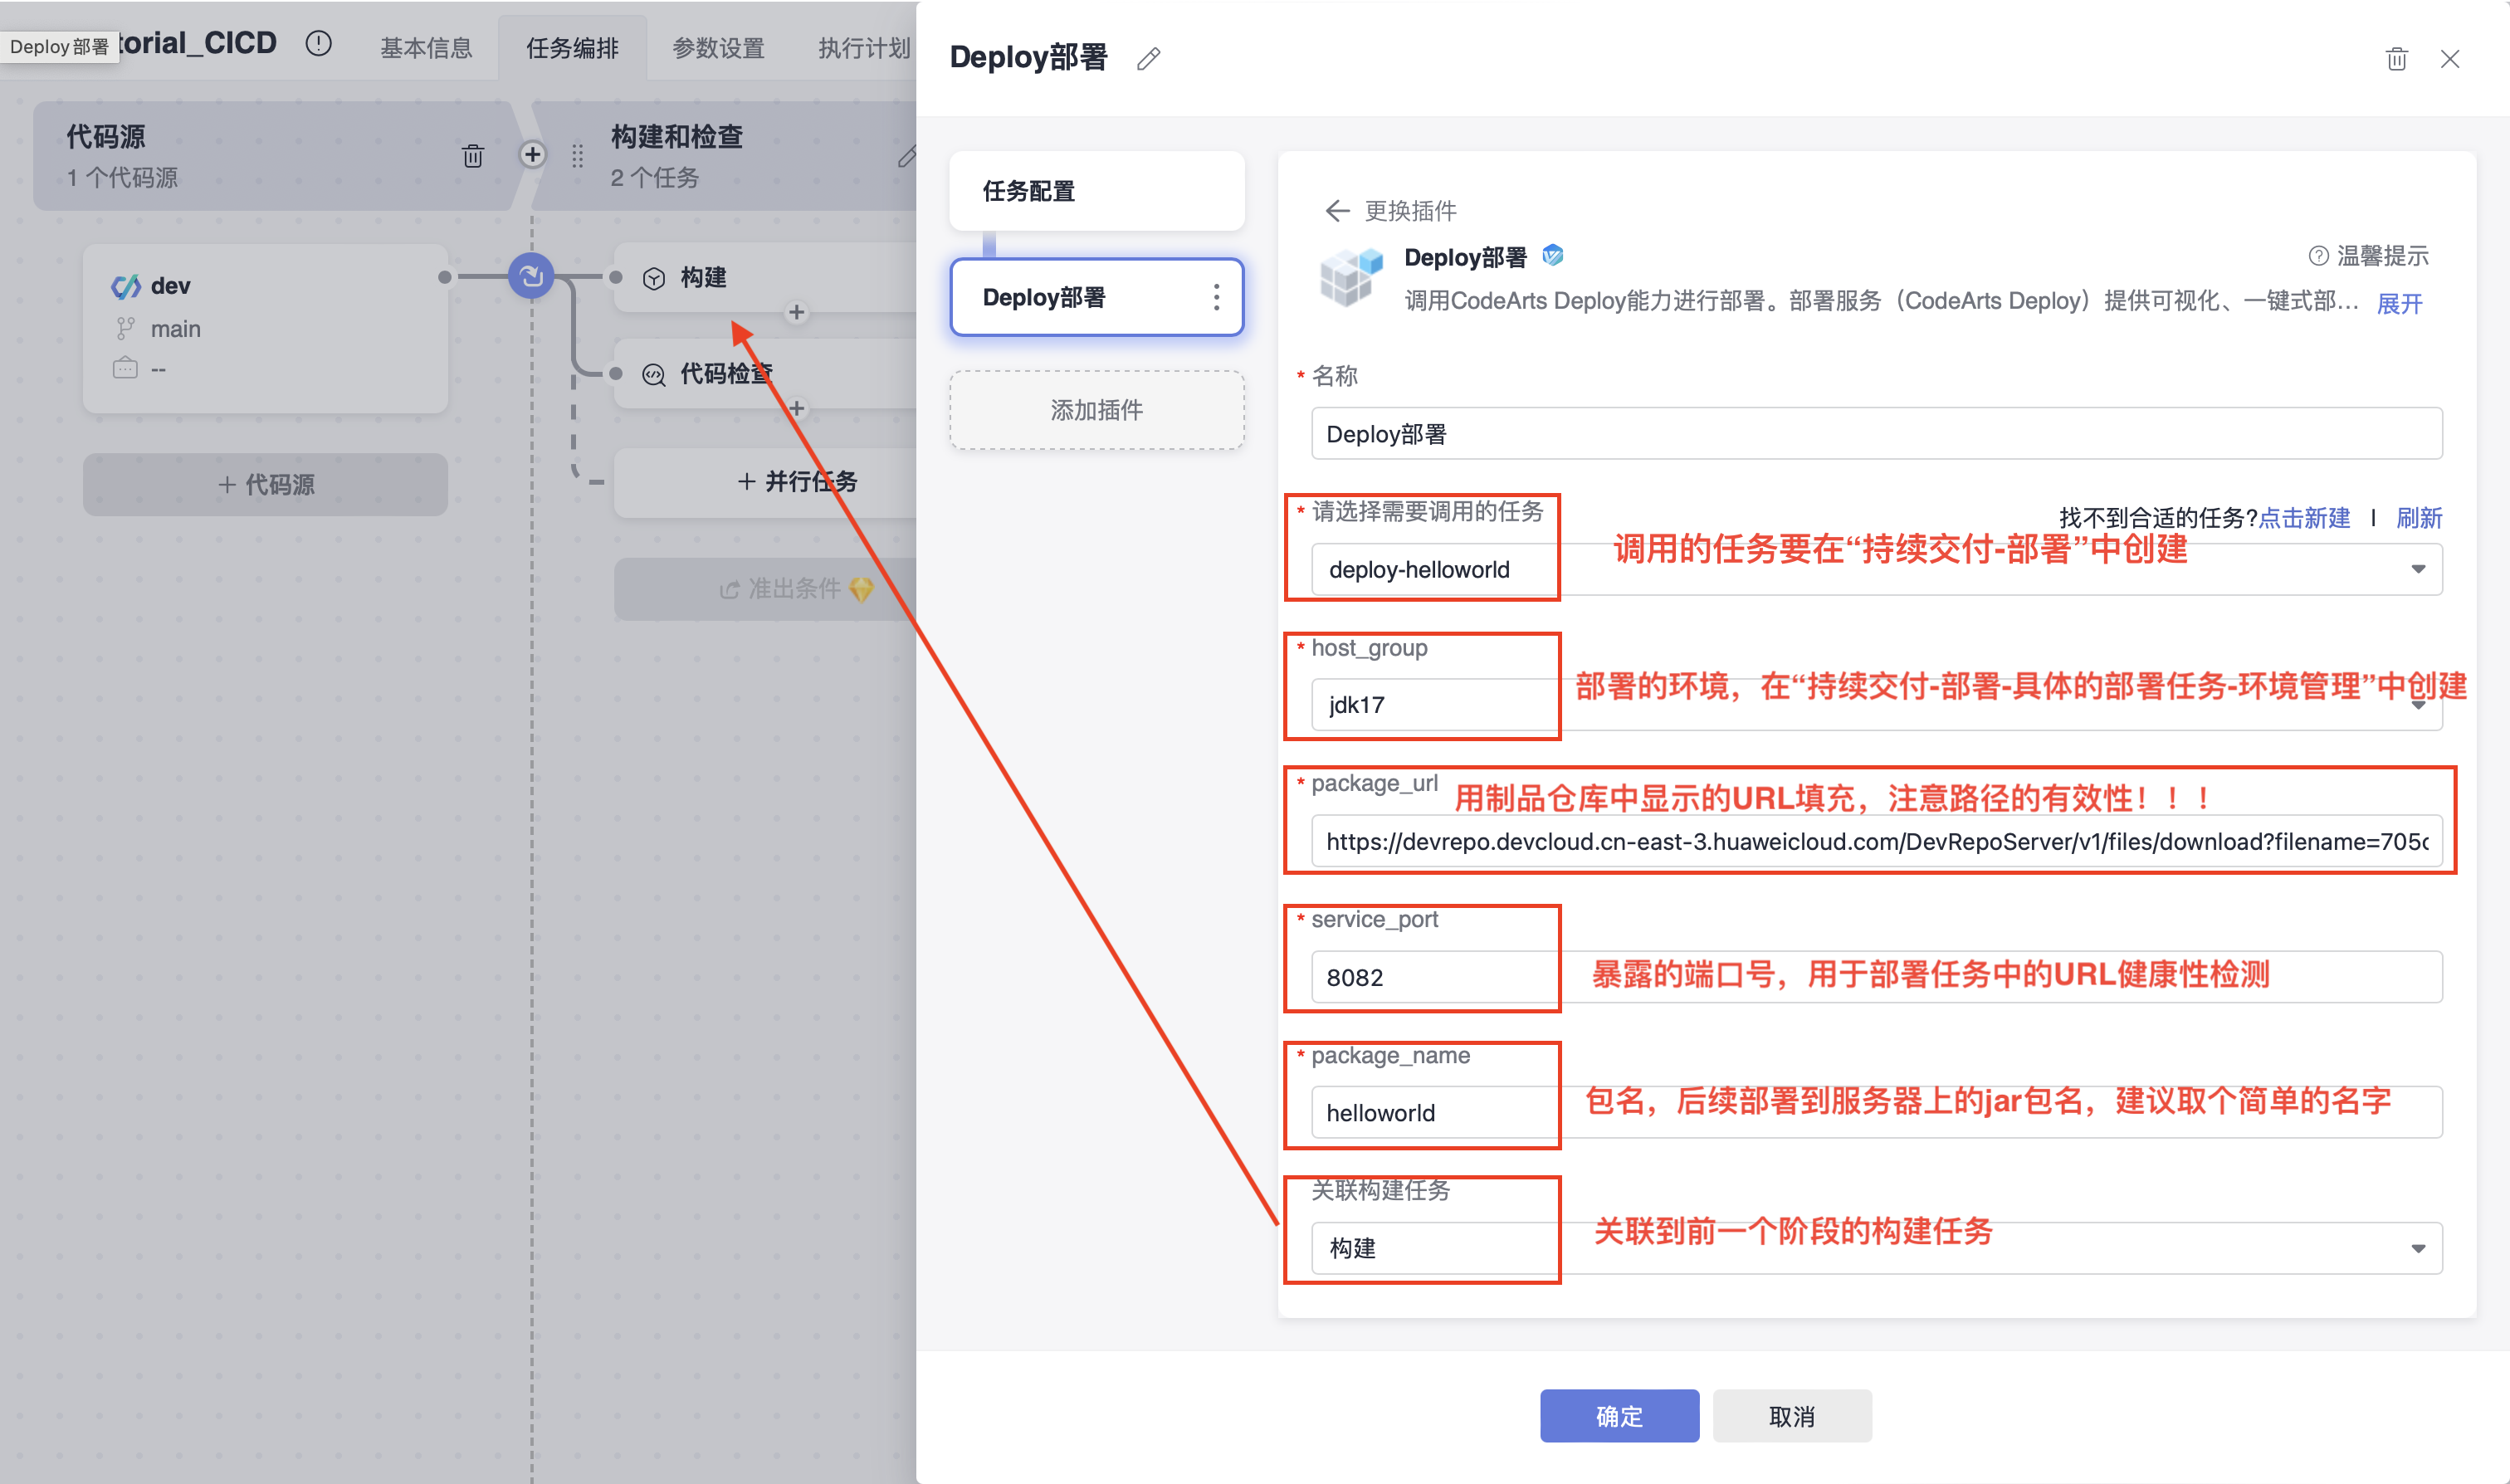 Deploy部署
torial_CICD
基本信息
任务编排
参数设置
执行计划
代码源
1 个代码源
构建和检查
2 个任务
dev
main
--
+ 代码源
构建
代码检查
+ 并行任务
准出条件
Deploy部署
任务配置
Deploy部署
添加插件
更换插件
Deploy部署
温馨提示
调用CodeArts Deploy能力进行部署。部署服务（CodeArts Deploy）提供可视化、一键式部... 展开
* 名称
Deploy部署
* 请选择需要调用的任务
找不到合适的任务?点击新建 | 刷新
调用的任务要在“持续交付-部署”中创建
deploy-helloworld
* host_group
部署的环境，在“持续交付-部署-具体的部署任务-环境管理”中创建
jdk17
* package_url
用制品仓库中显示的URL填充，注意路径的有效性！！！
https://devrepo.devcloud.cn-east-3.huaweicloud.com/DevRepoServer/v1/files/download?filename=705
* service_port
8082
暴露的端口号，用于部署任务中的URL健康性检测
* package_name
helloworld
包名，后续部署到服务器上的jar包名，建议取个简单的名字
关联构建任务
构建
关联到前一个阶段的构建任务
确定
取消